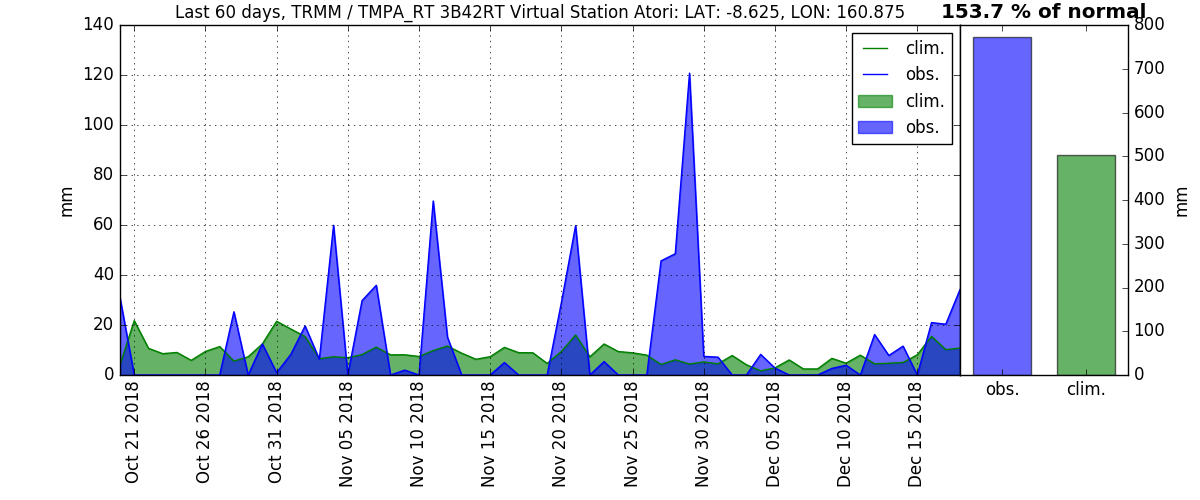 Last 60 days, TRMM / TMPA_RT 3B42RT Virtual Station Atori: LAT: -8.625, LON: 160.875
153.7 % of normal
140
120
100
80
60
40
20
0
mm
clim.
obs.
clim.
obs.
800
700
600
500
400
300
200
100
0
mm
obs.
clim.
Oct 21 2018
Oct 26 2018
Oct 31 2018
Nov 05 2018
Nov 10 2018
Nov 15 2018
Nov 20 2018
Nov 25 2018
Nov 30 2018
Dec 05 2018
Dec 10 2018
Dec 15 2018